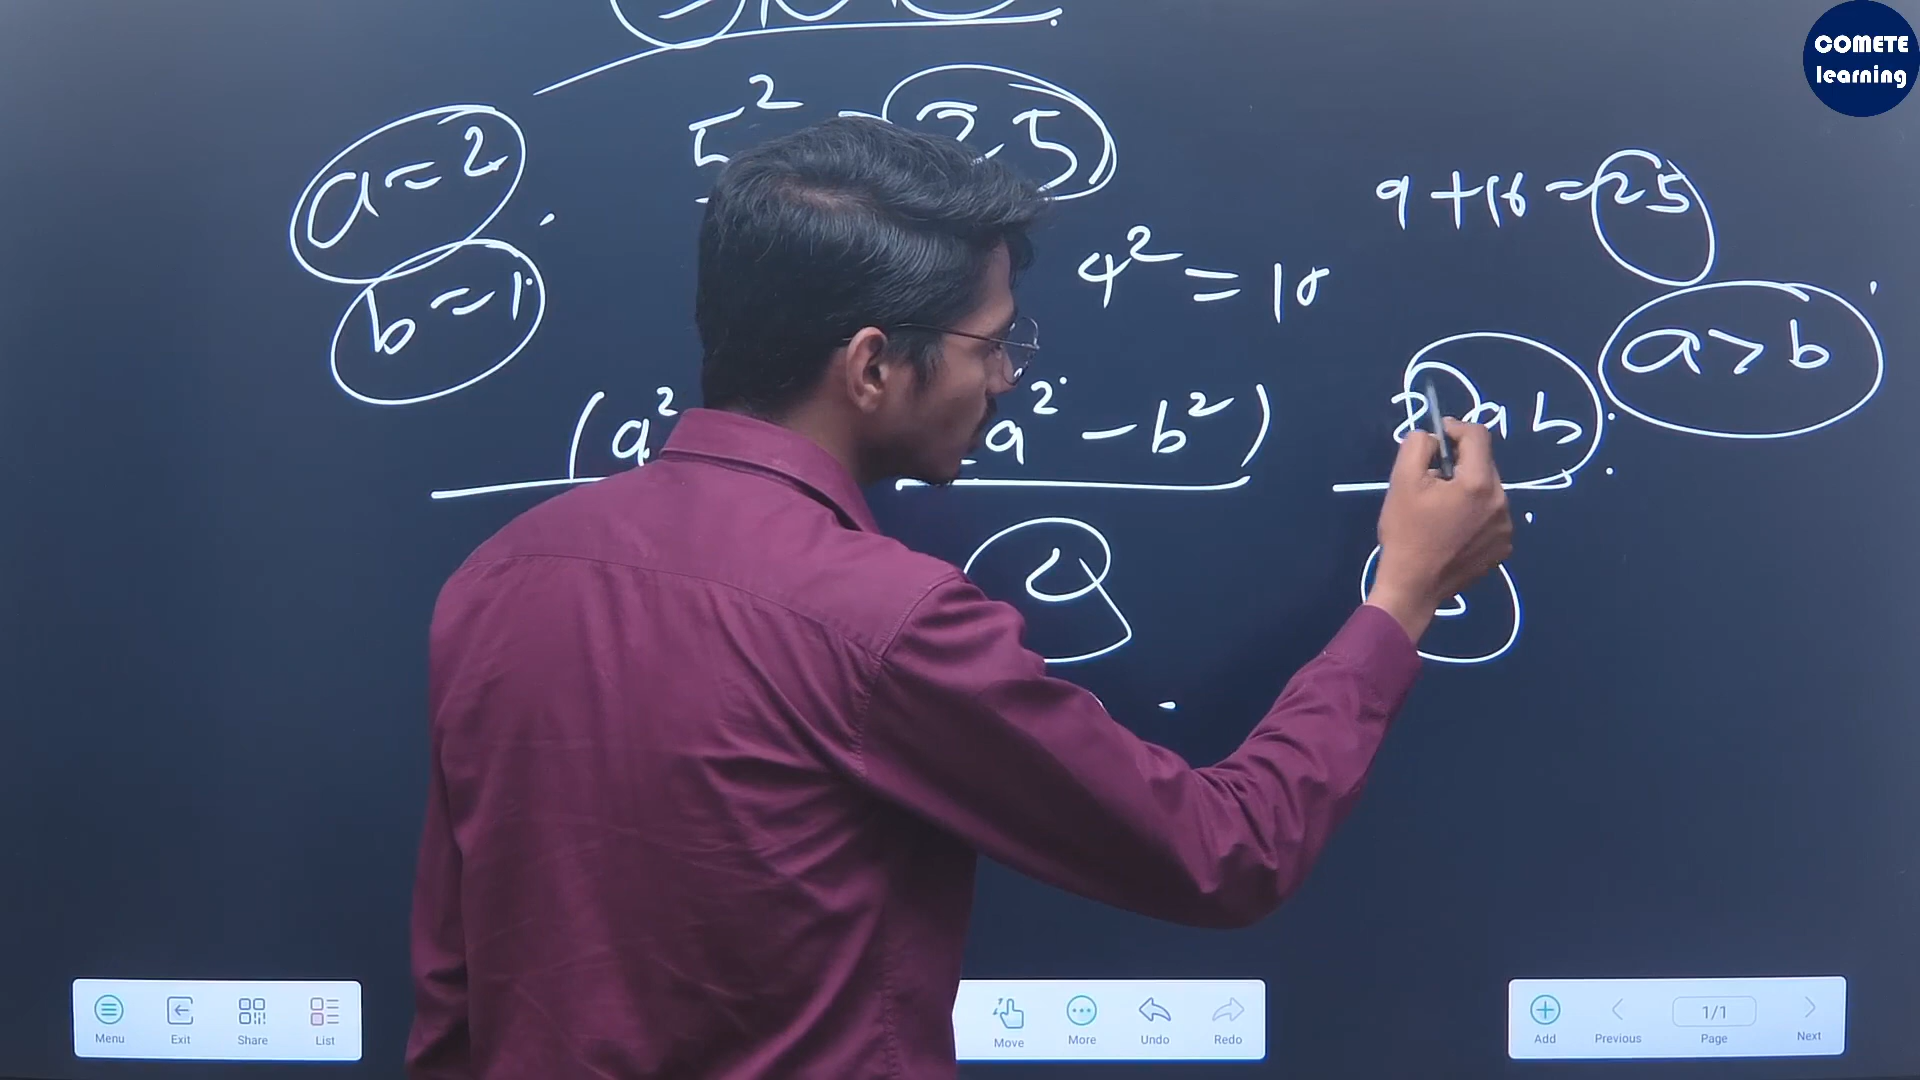 COMETE
learning
5² = 25
a=2
9+16=25
b=1
4² = 16
a>b
(a²
a² - b²)
2ab
Menu
Exit
Share
List
Move
More
Undo
Redo
Add
Previous
1/1
Page
Next